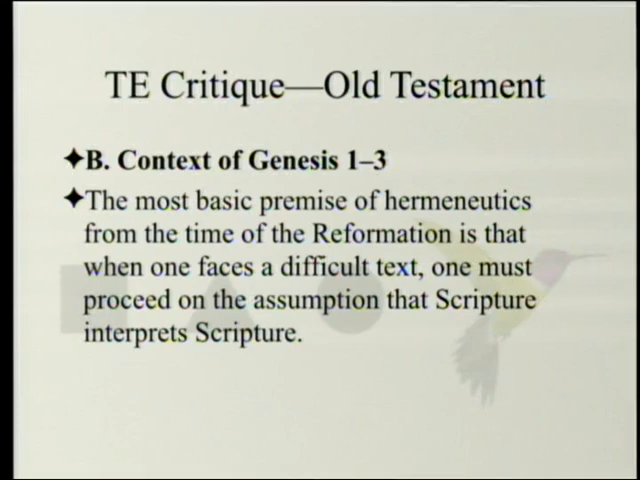 TE Critique—Old Testament
✦B. Context of Genesis 1–3
✦The most basic premise of hermeneutics
from the time of the Reformation is that
when one faces a difficult text, one must
proceed on the assumption that Scripture
interprets Scripture.